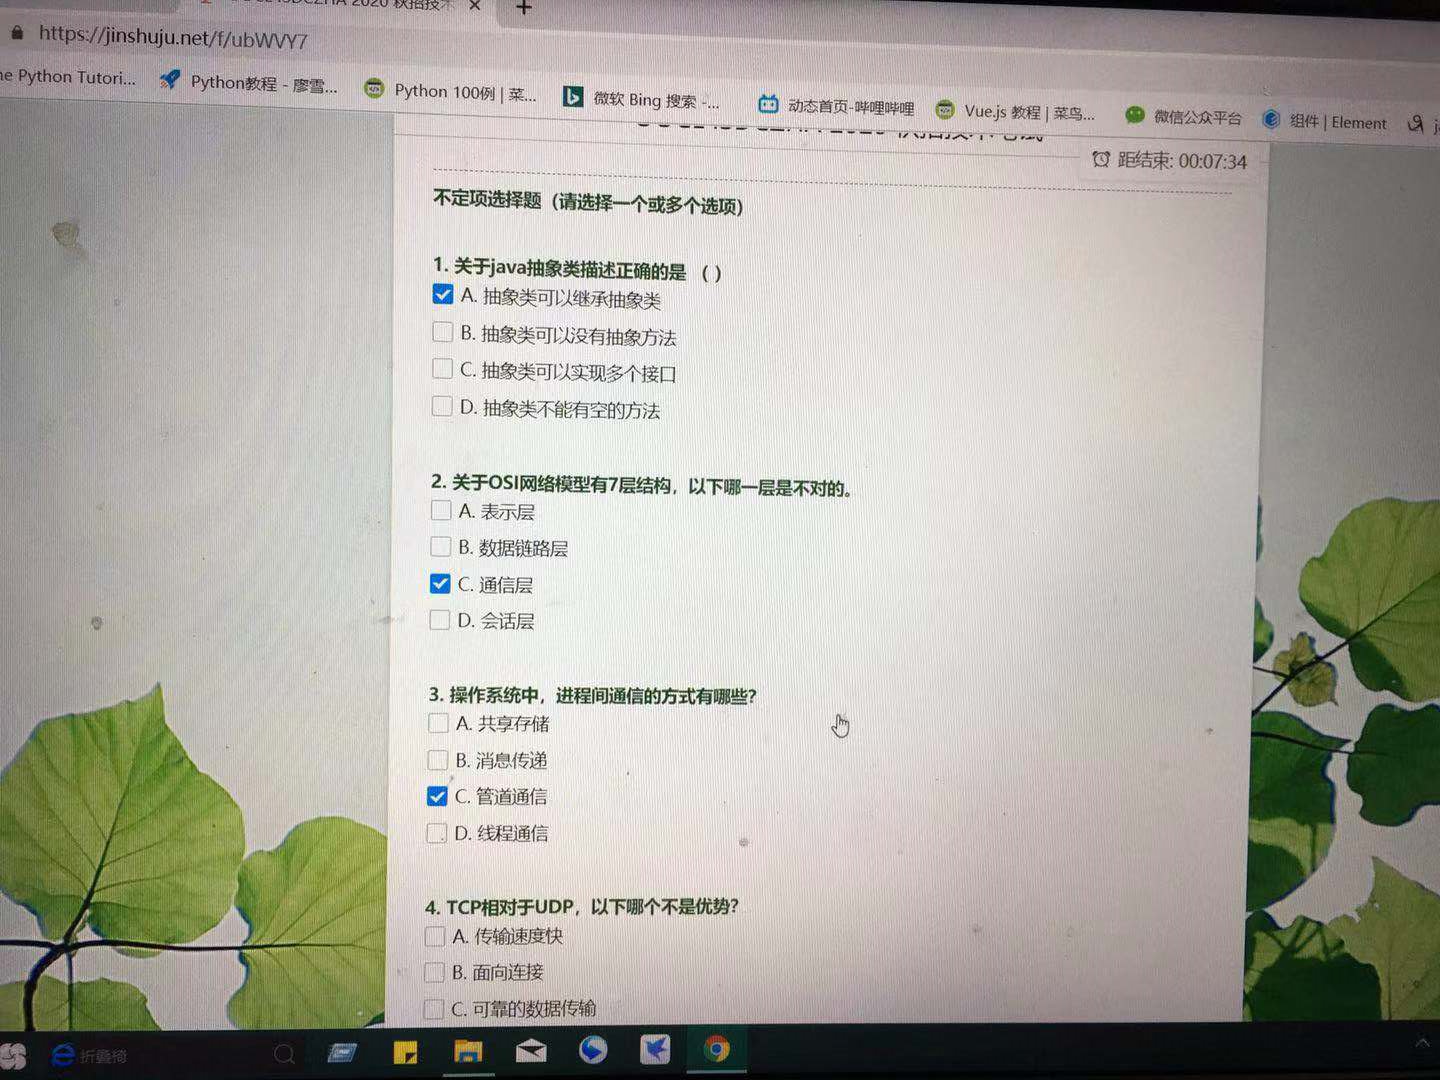 https://jinshuju.net/f/ubWVY7
Python Tutori...
Python教程 - 廖雪...
Python 100例 | 菜...
微软 Bing 搜索 -...
动态首页-哔哩哔哩
Vue.js 教程 | 菜鸟...
微信公众平台
组件 | Element
距结束: 00:07:34
不定项选择题（请选择一个或多个选项）
1. 关于java抽象类描述正确的是 （ ）
A. 抽象类可以继承抽象类
B. 抽象类可以没有抽象方法
C. 抽象类可以实现多个接口
D. 抽象类不能有空的方法
2. 关于OSI网络模型有7层结构，以下哪一层是不对的。
A. 表示层
B. 数据链路层
C. 通信层
D. 会话层
3. 操作系统中，进程间通信的方式有哪些？
A. 共享存储
B. 消息传递
C. 管道通信
D. 线程通信
4. TCP相对于UDP，以下哪个不是优势？
A. 传输速度快
B. 面向连接
C. 可靠的数据传输
折叠椅